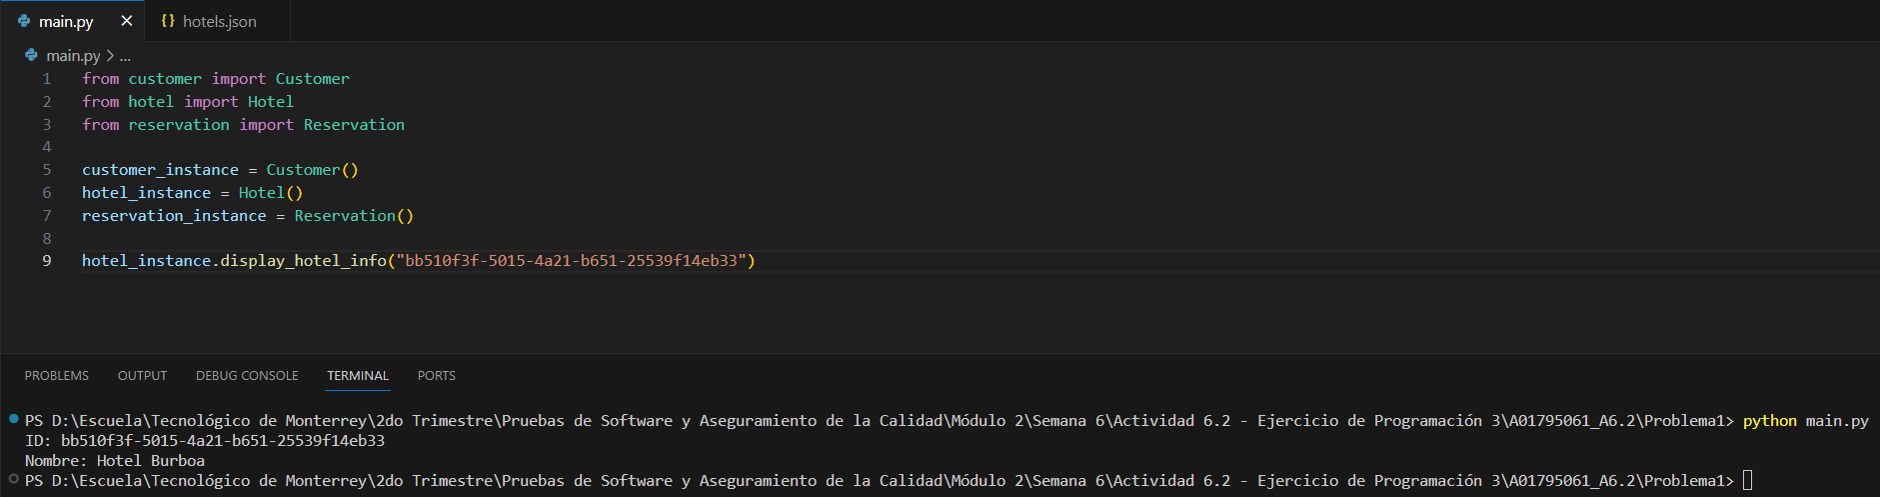 main.py × {} hotels.json
main.py > ...
1 from customer import Customer
2 from hotel import Hotel
3 from reservation import Reservation
4
5 customer_instance = Customer()
6 hotel_instance = Hotel()
7 reservation_instance = Reservation()
8
9 hotel_instance.display_hotel_info("bb510f3f-5015-4a21-b651-25539f14eb33")
PROBLEMS OUTPUT DEBUG CONSOLE TERMINAL PORTS
PS D:\Escuela\Tecnológico de Monterrey\2do Trimestre\Pruebas de Software y Aseguramiento de la Calidad\Módulo 2\Semana 6\Actividad 6.2 - Ejercicio de Programación 3\A01795061_A6.2\Problema1> python main.py
ID: bb510f3f-5015-4a21-b651-25539f14eb33
Nombre: Hotel Burboa
PS D:\Escuela\Tecnológico de Monterrey\2do Trimestre\Pruebas de Software y Aseguramiento de la Calidad\Módulo 2\Semana 6\Actividad 6.2 - Ejercicio de Programación 3\A01795061_A6.2\Problema1>